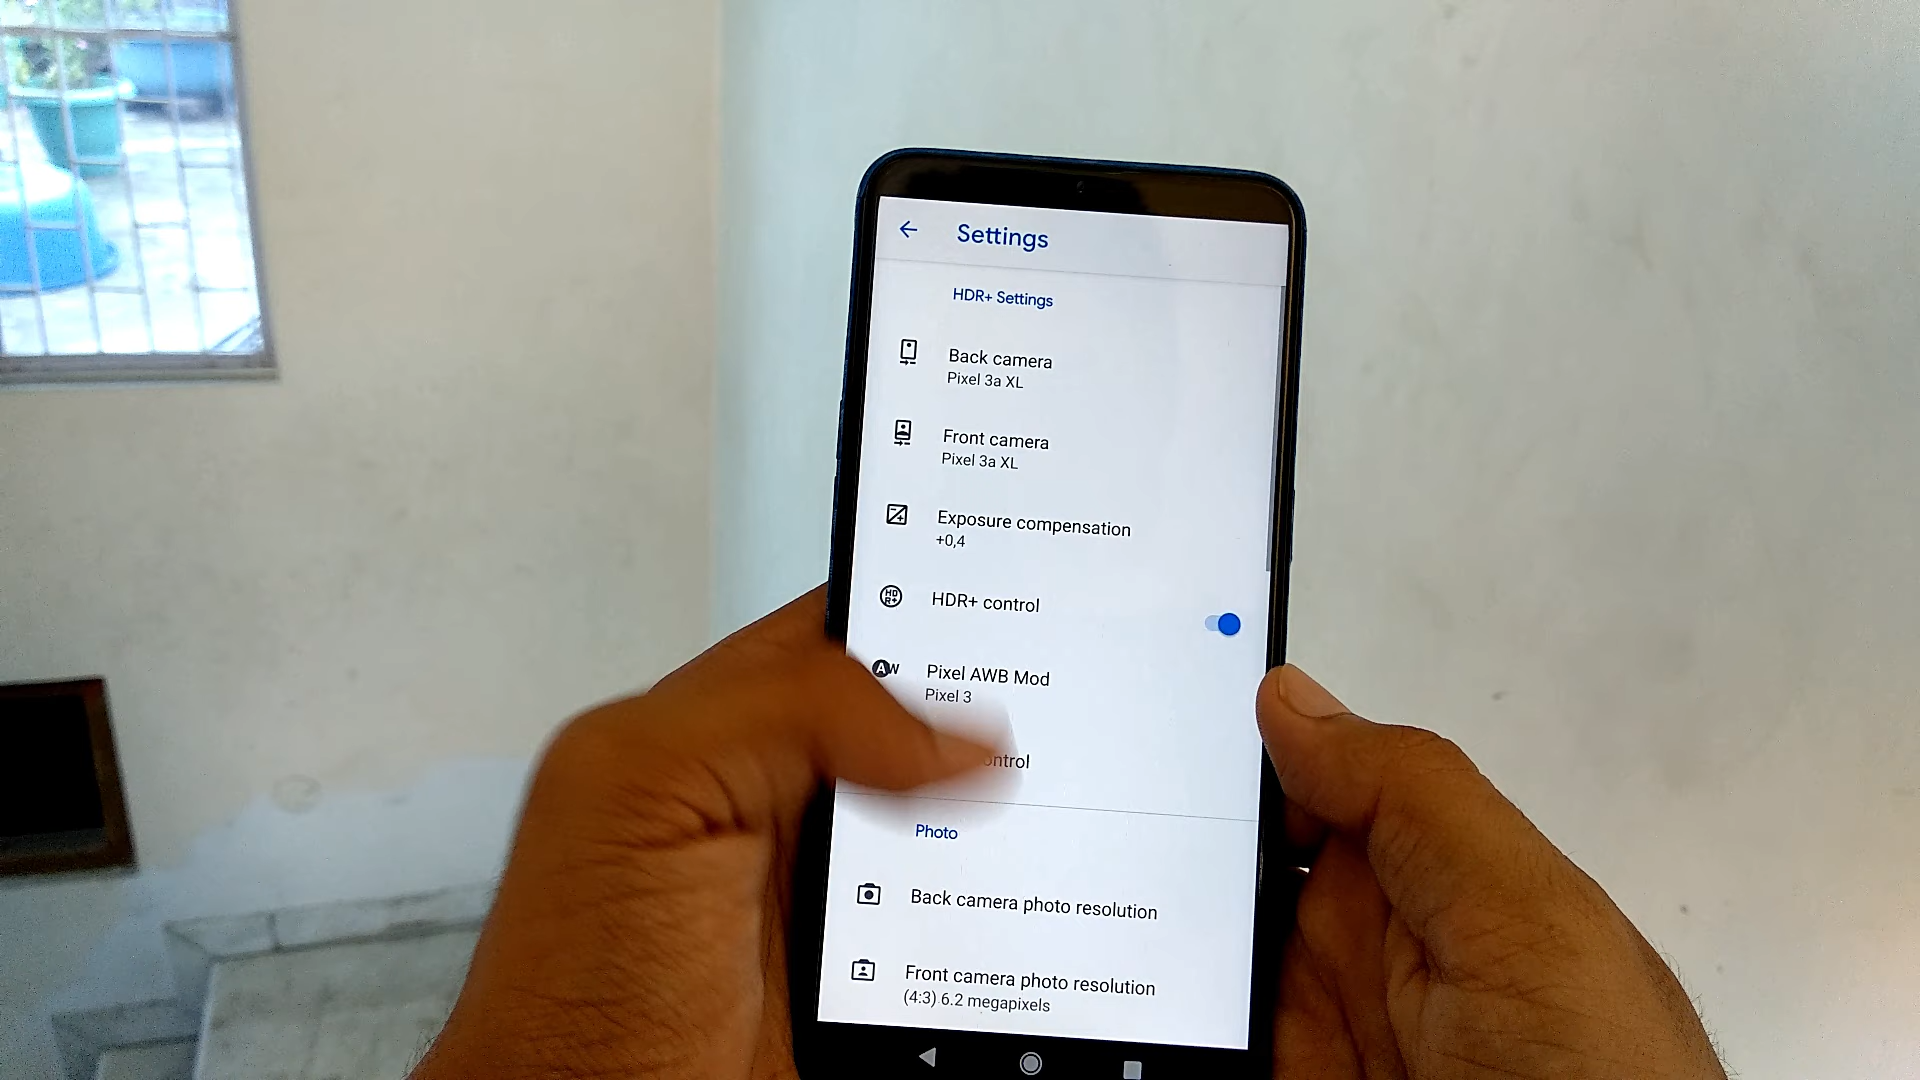 Settings
HDR+ Settings
Back camera
Pixel 3a XL
Front camera
Pixel 3a XL
Exposure compensation
+0,4
HDR+ control
Pixel AWB Mod
Pixel 3
Photo
Back camera photo resolution
Front camera photo resolution
(4:3) 6.2 megapixels